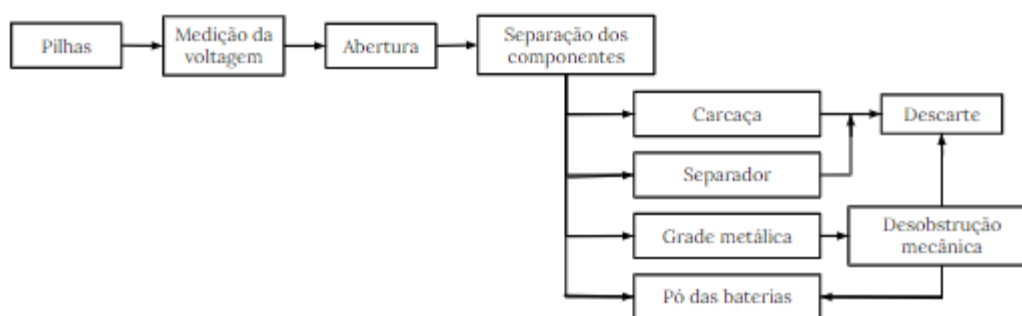 Pilhas
Medição da
voltagem
Abertura
Separação dos
componentes
Carcaça
Descarte
Separador
Grade metálica
Desobstrução
mecânica
Pó das baterias